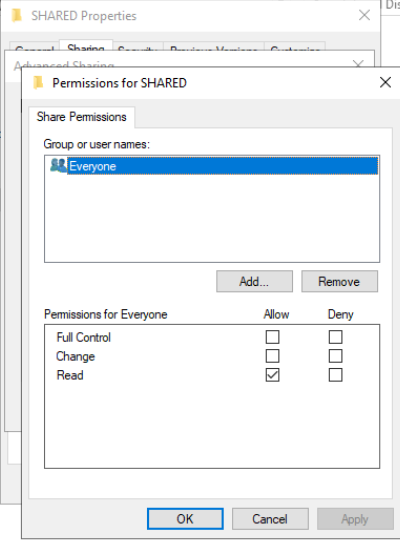 SHARED Properties
Dis
General Sharing Security Previous Versions Customize
Advanced Sharing
Permissions for SHARED
Share Permissions
Group or user names:
Everyone
Add... Remove
Permissions for Everyone Allow Deny
Full Control
Change
Read
OK Cancel Apply